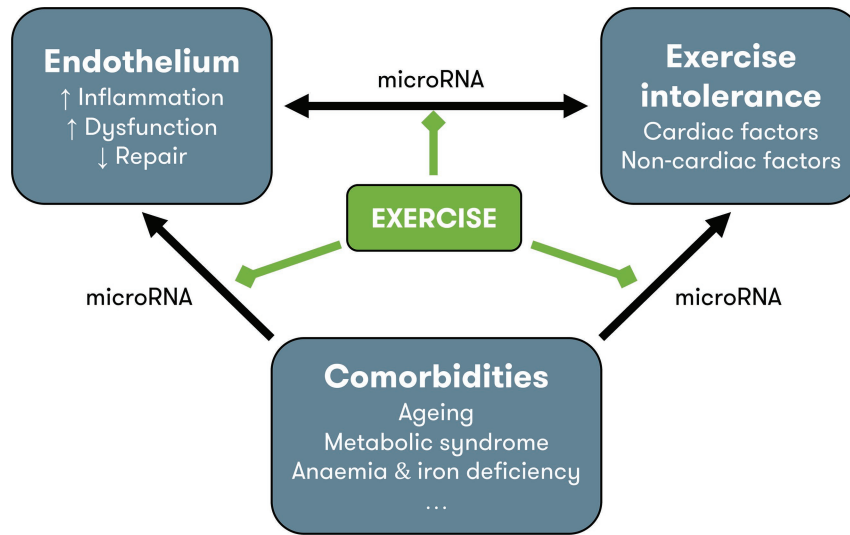 Endothelium
↑ Inflammation
↑ Dysfunction
↓ Repair
microRNA
Exercise
intolerance
Cardiac factors
Non-cardiac factors
EXERCISE
microRNA
microRNA
Comorbidities
Ageing
Metabolic syndrome
Anaemia & iron deficiency
...